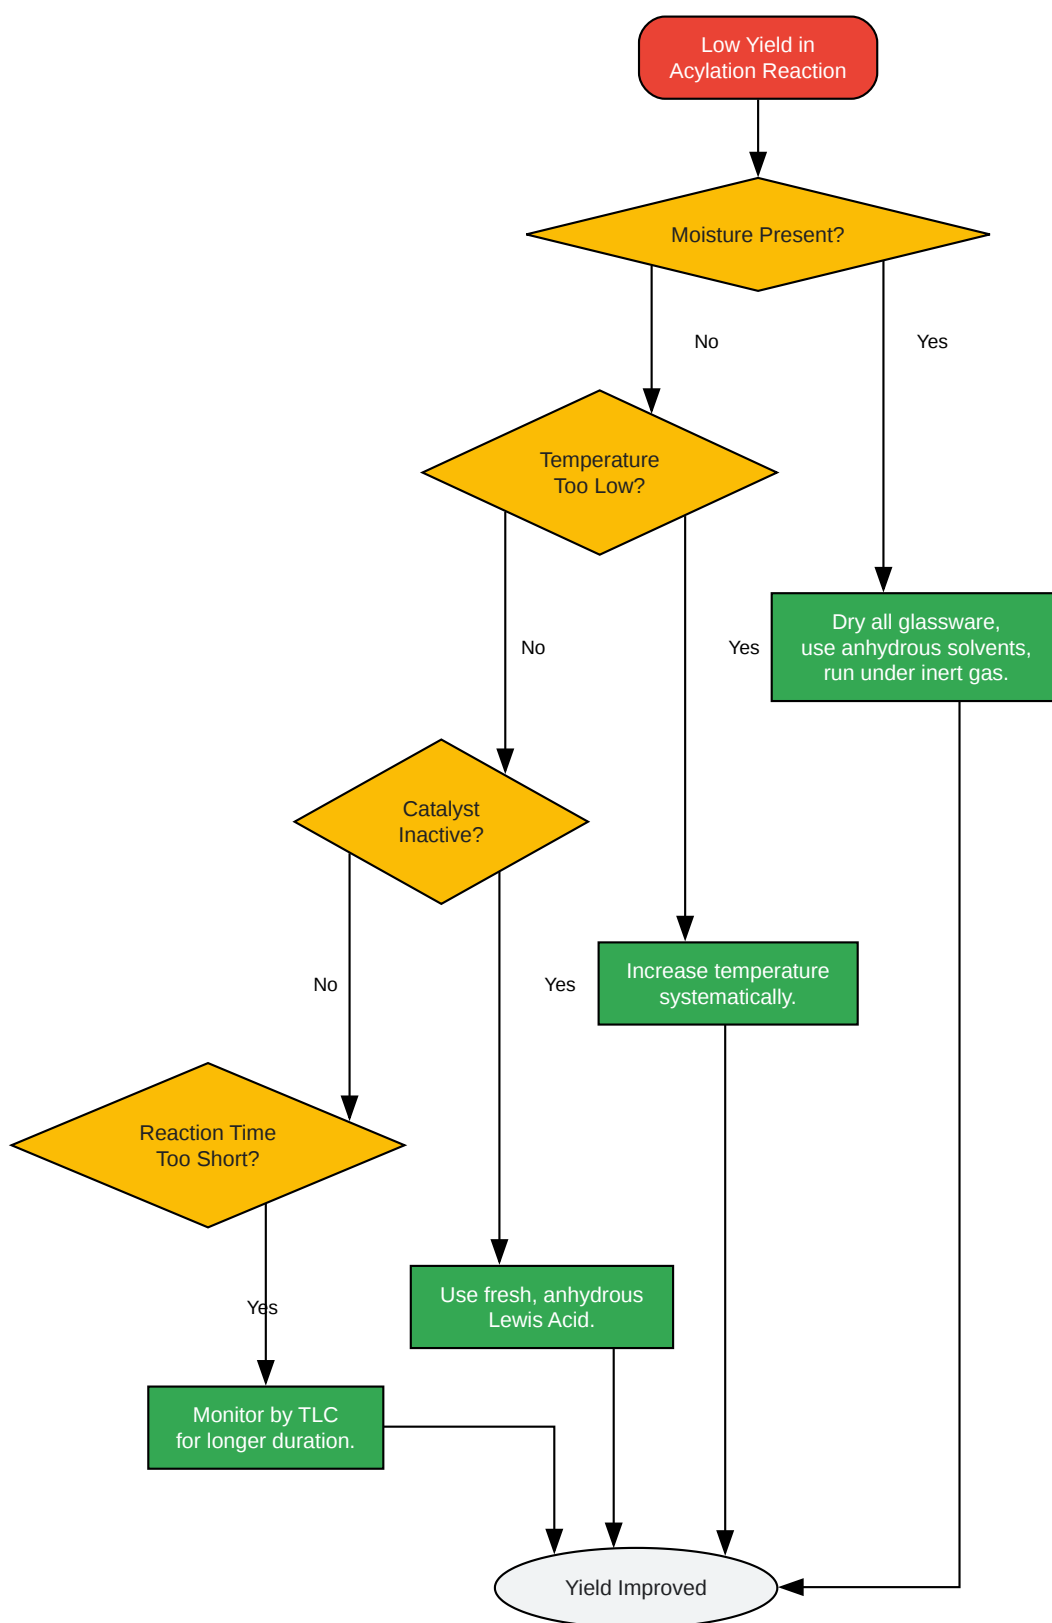 Low Yield in
Acylation Reaction
Moisture Present?
No
Yes
Temperature
Too Low?
Dry all glassware,
use anhydrous solvents,
run under inert gas.
No
Yes
Catalyst
Inactive?
Increase temperature
systematically.
No
Yes
Reaction Time
Too Short?
Use fresh, anhydrous
Lewis Acid.
Yes
Monitor by TLC
for longer duration.
Yield Improved